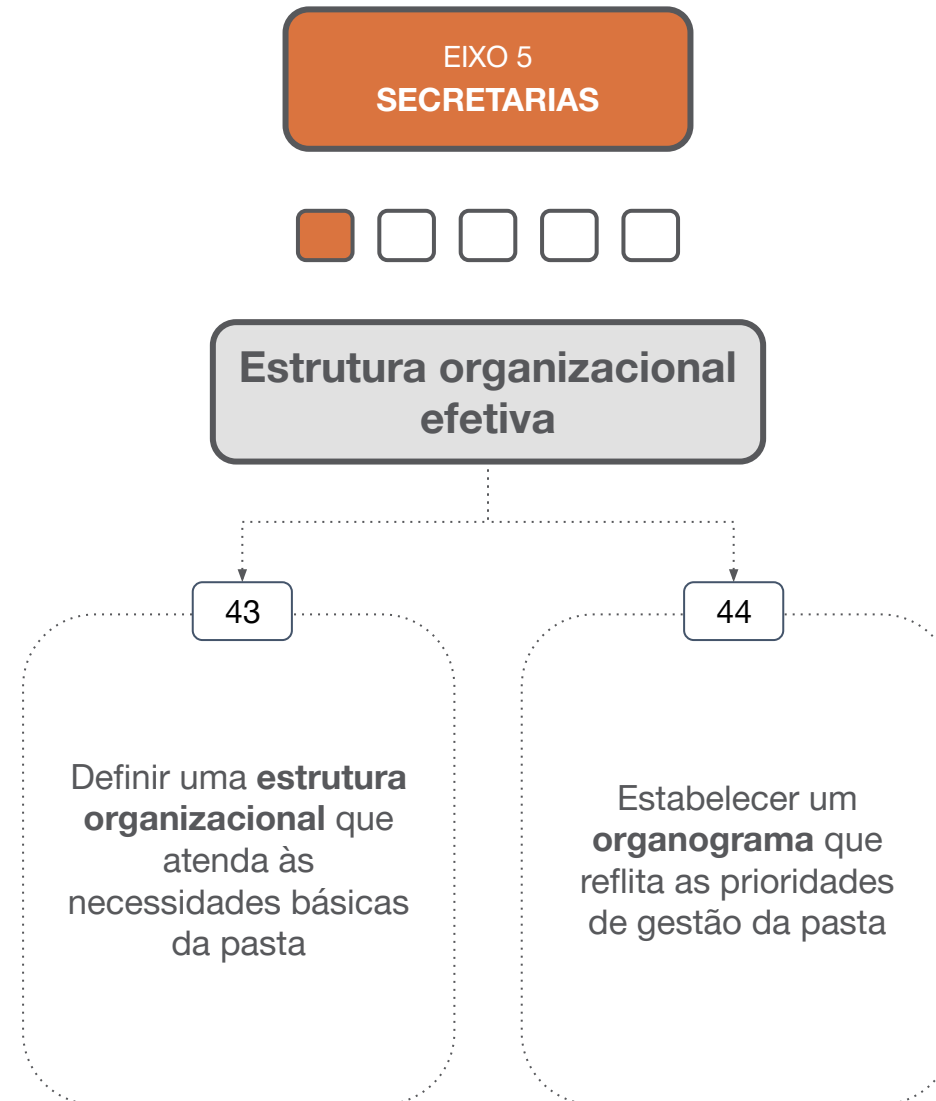 EIXO 5
SECRETARIAS
Estrutura organizacional
efetiva
43
44
Definir uma estrutura
organizacional que
atenda às
necessidades básicas
da pasta
Estabelecer um
organograma que
reflita as prioridades
de gestão da pasta